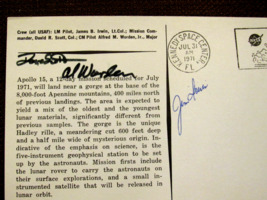 Crew (all USAF): LM Pilot, James B. Irwin, Lt.Col; Mission Commander, David R. Scott, Col; CM Pilot Alfred M. Worden, Jr., Major
Al Worden
Apollo 15, a 12-day mission scheduled for July
1971, will land near a gorge at the base of the
8,000-foot Apennine mountains, 400 miles north
of previous landings. The area is expected to
yield a mix of the oldest and the youngest
lunar materials, significantly different from
previous samples. The gorge is the unique
Hadley rille, a meandering cut 600 feet deep
and a half mile wide of mysterious origin. In-
dicative of the emphasis on science, is the
five-instrument geophysical station to be set
up by the astronauts. Mission firsts include
the lunar rover to carry the astronauts on
their surface explorations, and a small in-
strumented satellite that will be released in
lunar orbit.
KENNEDY SPACE CENTER
JUL 31
AM
1971
FL